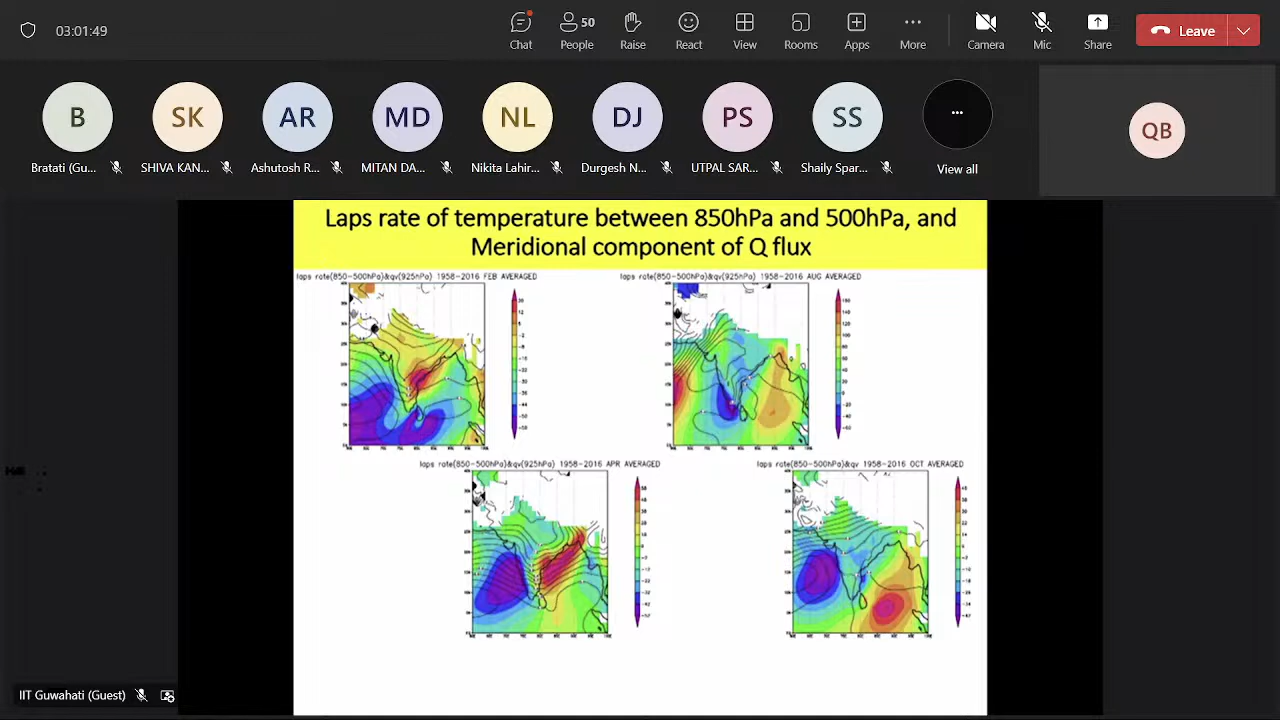 03:01:49
Chat
50
People
Raise
React
View
Rooms
Apps
More
Camera
Mic
Share
Leave
B
SK
AR
MD
NL
DJ
PS
SS
QB
Bratati (Gu...
SHIVA KAN...
Ashutosh R...
MITAN DA...
Nikita Lahir...
Durgesh N...
UTPAL SAR...
Shaily Spar...
View all
Laps rate of temperature between 850hPa and 500hPa, and
Meridional component of Q flux
laps rate(850-500hPa)&qv(925hPa) 1958-2016 FEB AVERAGED
laps rate(850-500hPa)&qv(925hPa) 1958-2016 AUG AVERAGED
laps rate(850-500hPa)&qv(925hPa) 1958-2016 APR AVERAGED
laps rate(850-500hPa)&qv 1958-2016 OCT AVERAGED
IIT Guwahati (Guest)